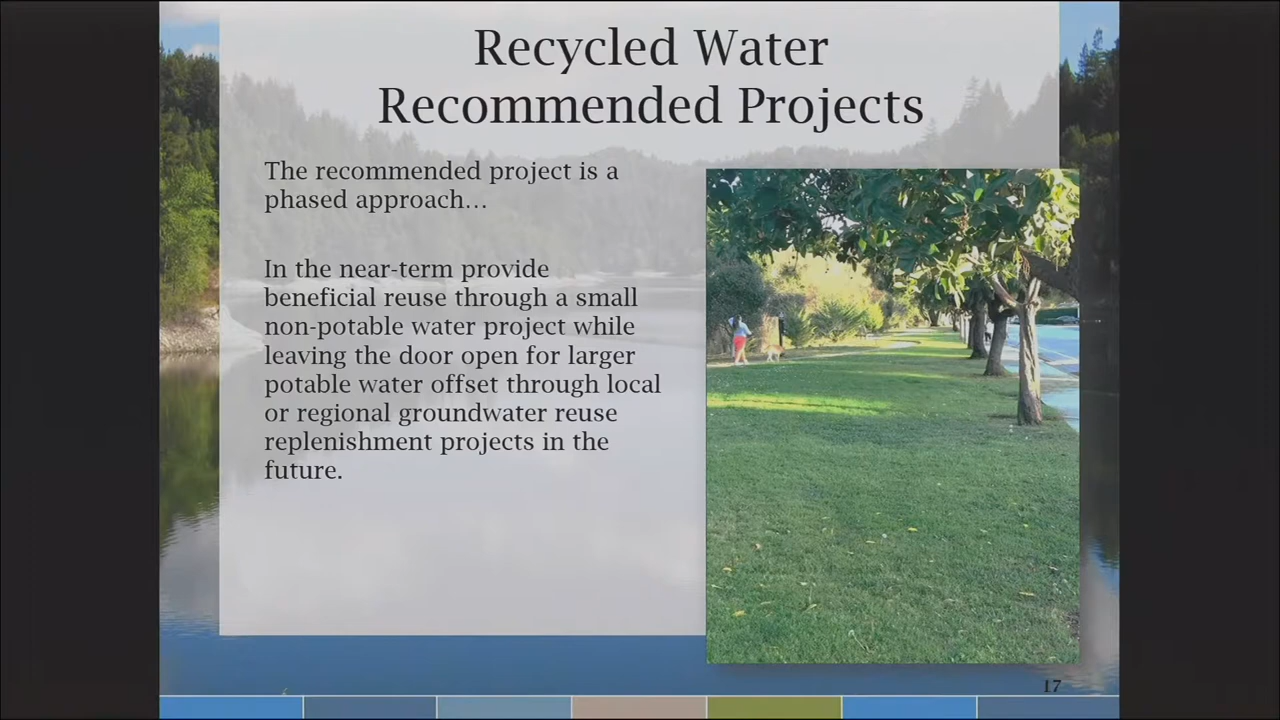 Recycled Water
Recommended Projects
The recommended project is a
phased approach…
In the near-term provide
beneficial reuse through a small
non-potable water project while
leaving the door open for larger
potable water offset through local
or regional groundwater reuse
replenishment projects in the
future.
17